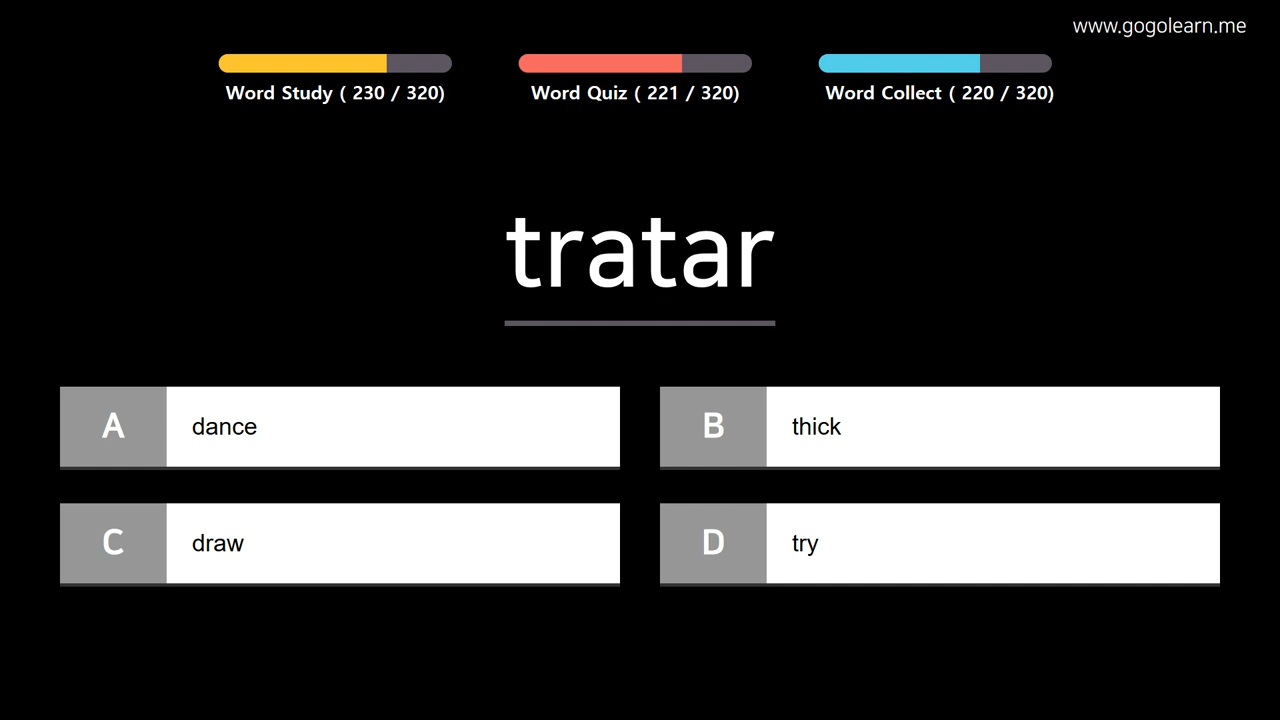 www.gogolearn.me
Word Study ( 230 / 320)
Word Quiz ( 221 / 320)
Word Collect ( 220 / 320)
tratar
A dance
B thick
C draw
D try